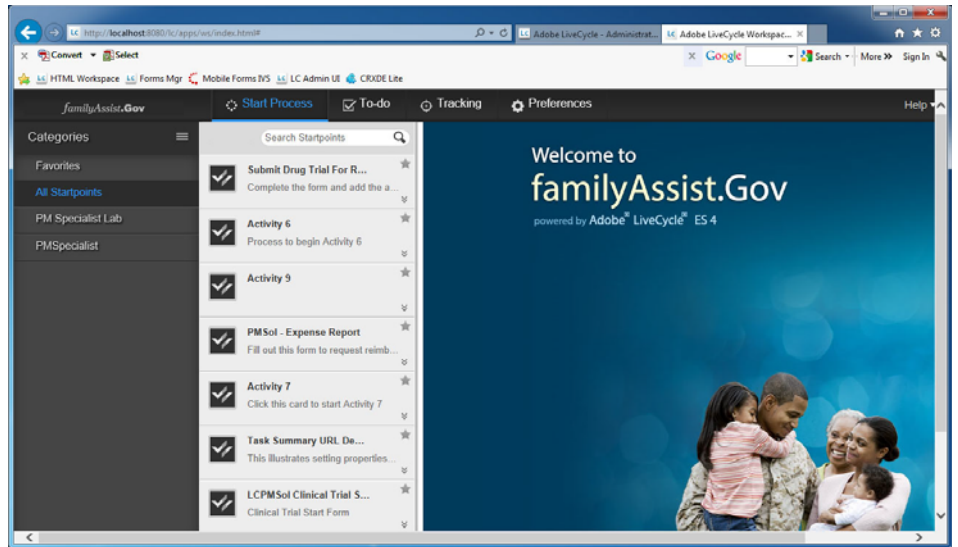 http://localhost:8080/lc/apps/ws/index.html#
Adobe LiveCycle - Administrat...
Adobe LiveCycle Workspac...
Convert
Select
Google
Search
More »
Sign In
HTML Workspace
Forms Mgr
Mobile Forms IVS
LC Admin UI
CRXDE Lite
familyAssist.Gov
Start Process
To-do
Tracking
Preferences
Help
Categories
Favorites
All Startpoints
PM Specialist Lab
PMSpecialist
Search Startpoints
Submit Drug Trial For R...
Complete the form and add the a...
Activity 6
Process to begin Activity 6
Activity 9
PMSol - Expense Report
Fill out this form to request reimb...
Activity 7
Click this card to start Activity 7
Task Summary URL De...
This illustrates setting properties...
LCPMSol Clinical Trial S...
Clinical Trial Start Form
Welcome to
familyAssist.Gov
powered by Adobe® LiveCycle® ES 4